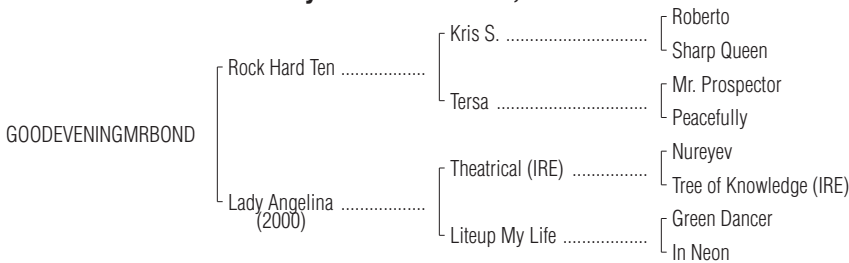 Roberto
Kris S. ..............................
Sharp Queen
Rock Hard Ten ..................
Mr. Prospector
Tersa ................................
Peacefully
GOODEVENINGMRBOND
Nureyev
Theatrical (IRE) ................
Tree of Knowledge (IRE)
Lady Angelina ..................
(2000)
Green Dancer
Liteup My Life ..................
In Neon